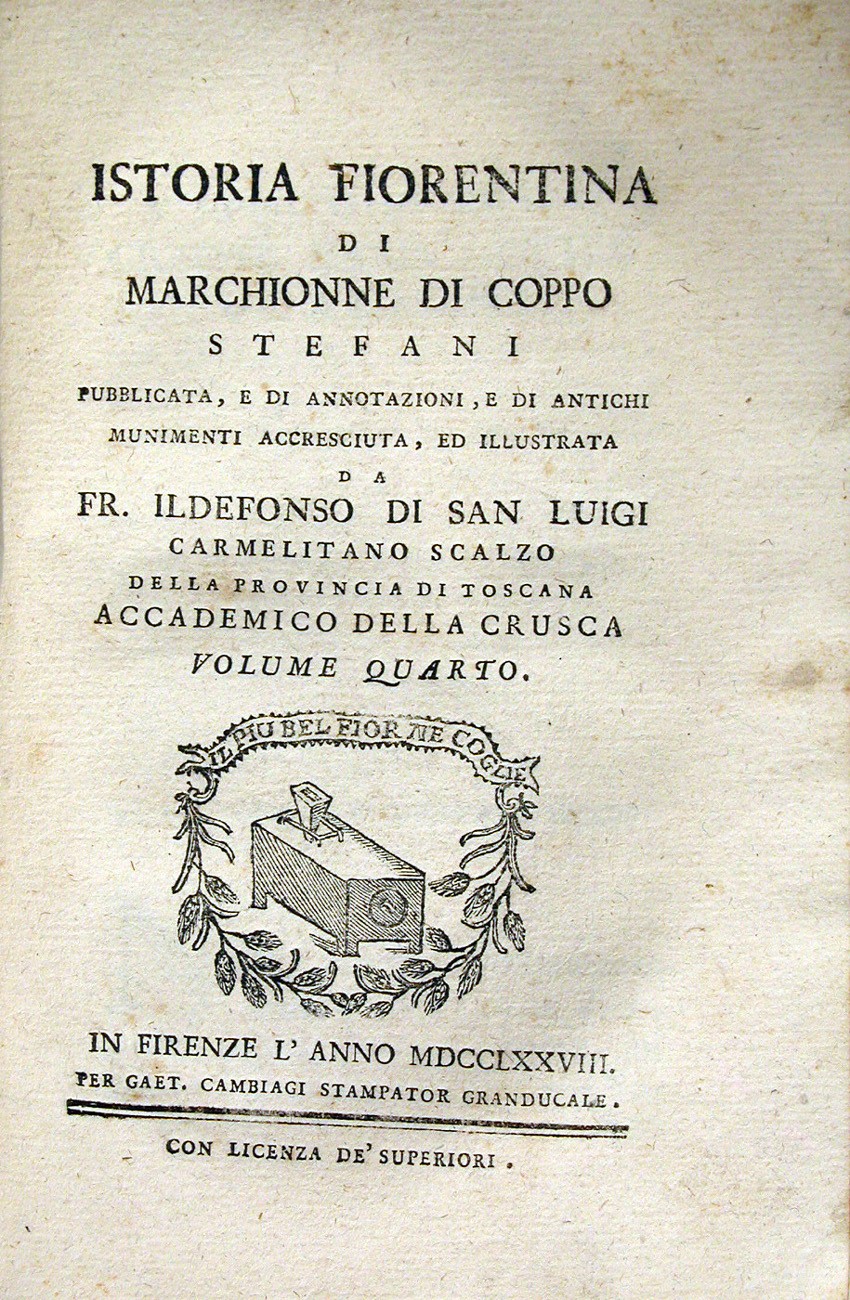 ISTORIA FIORENTINA
DI
MARCHIONNE DI COPPO
STEFANI
PUBBLICATA, E DI ANNOTAZIONI, E DI ANTICHI
MUNIMENTI ACCRESCIUTA, ED ILLUSTRATA
DA
FR. ILDEFONSO DI SAN LUIGI
CARMELITANO SCALZO
DELLA PROVINCIA DI TOSCANA
ACCADEMICO DELLA CRUSCA
VOLUME QUARTO.
IL PIU BEL FIOR NE COGLIE
IN FIRENZE L' ANNO MDCCLXXVIII.
PER GAET. CAMBIAGI STAMPATOR GRANDUCALE.
CON LICENZA DE' SUPERIORI.